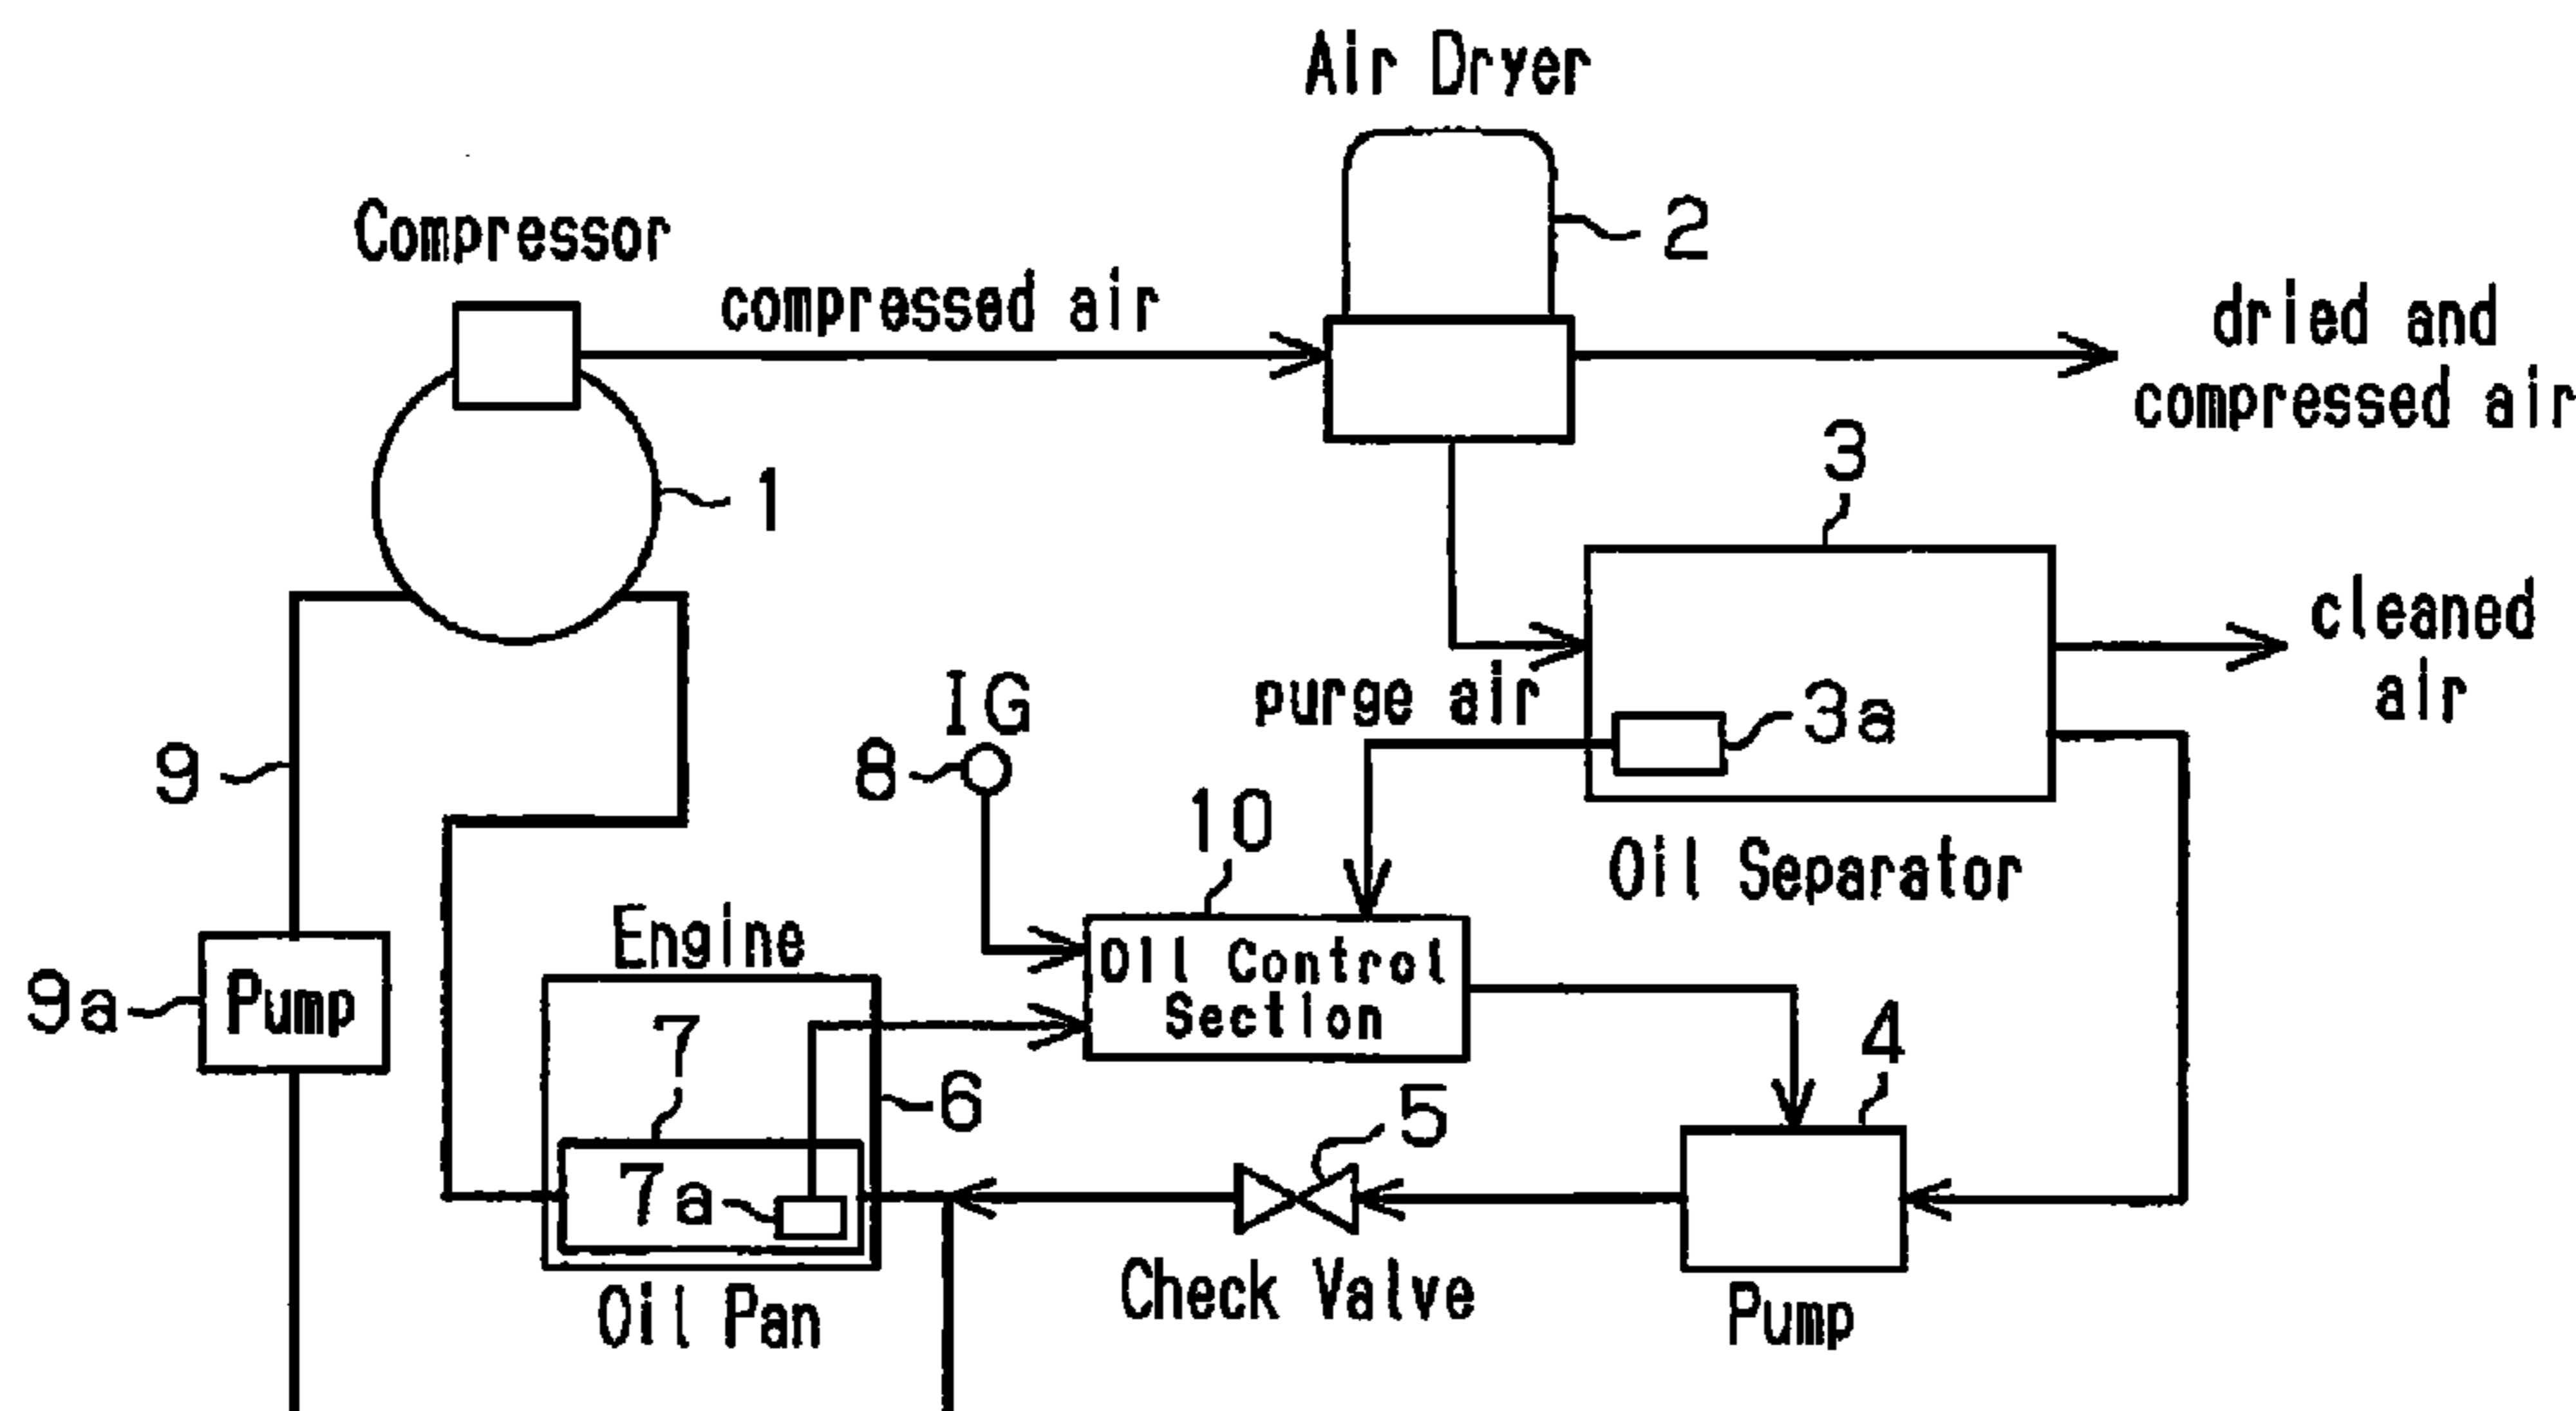 Air Dryer
2
Compressor
compressed air
dried and
compressed air
1
3
cleaned
air
purge air
3a
IG
8
9
10
Oil Separator
Engine
Oil Control
Section
9a
Pump
7
6
4
5
7a
Check Valve
Oil Pan
Pump